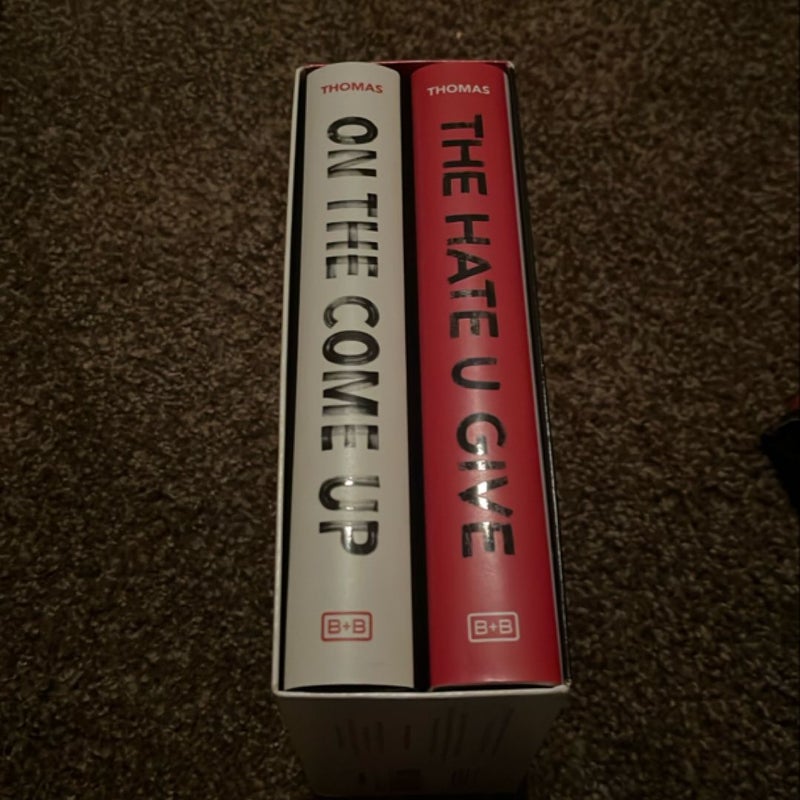 THOMAS
ON THE COME UP
B+B
THOMAS
THE HATE U GIVE
B+B